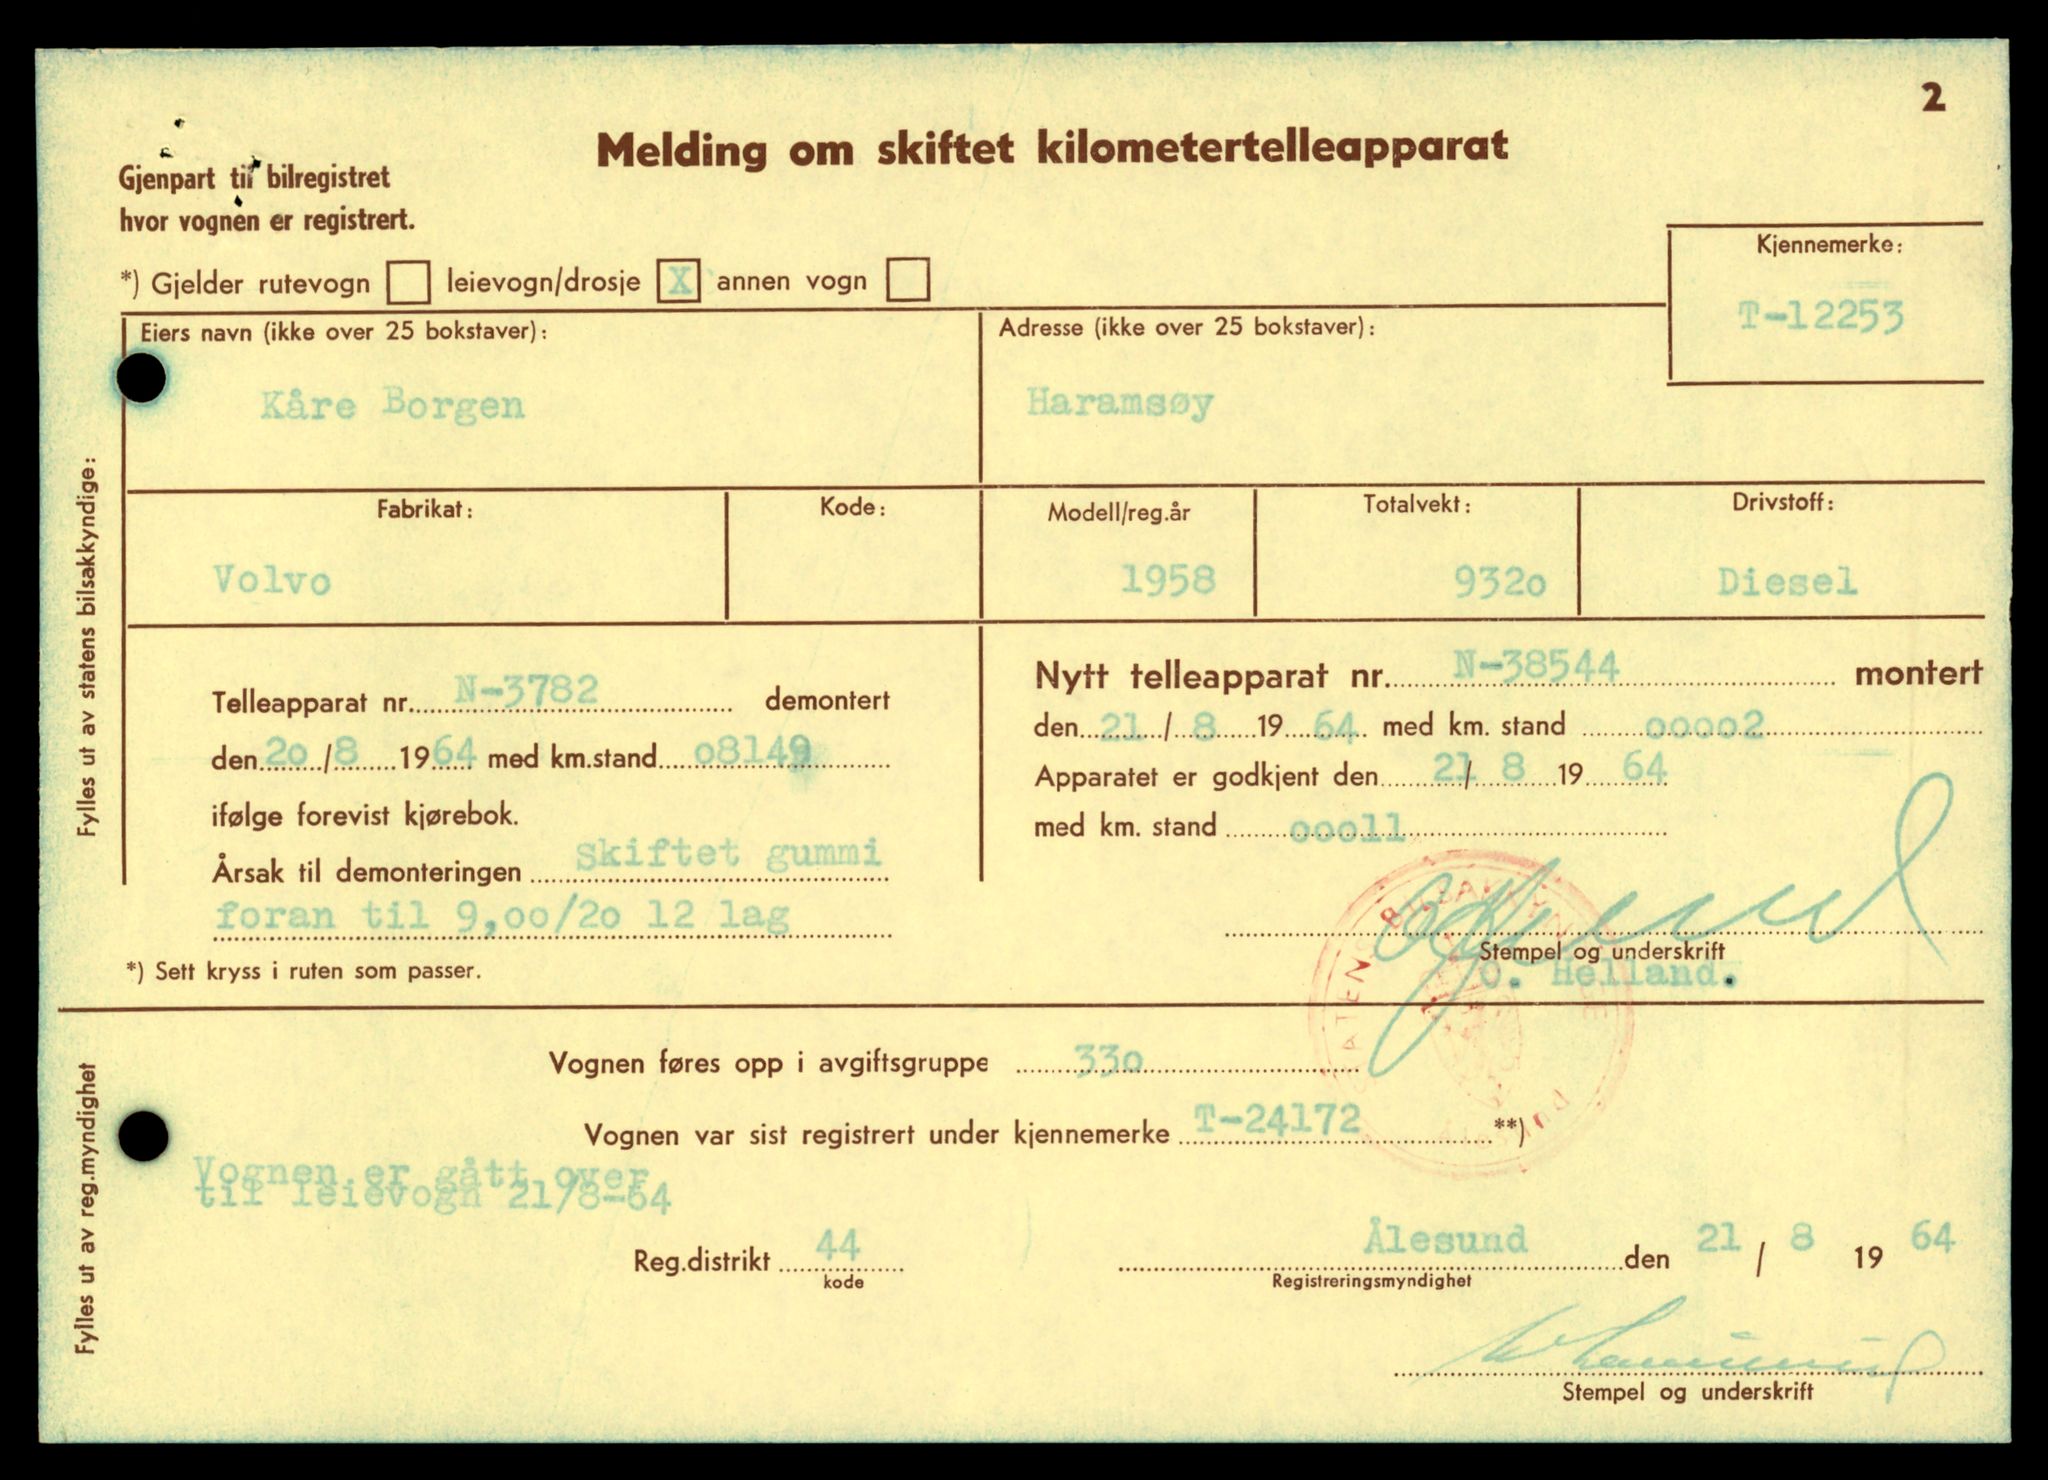 2
Melding om skiftet kilometertelleapparat
Gjenpart til bilregistret
hvor vognen er registrert.
Kjennemerke:
T-12253
*) Gjelder rutevogn leievogn/drosje X annen vogn
Eiers navn (ikke over 25 bokstaver):
Adresse (ikke over 25 bokstaver):
Kåre Borgen
Haramsøy
Fabrikat:
Kode:
Modell/reg.år
Totalvekt:
Drivstoff:
Volvo
1958
932o
Diesel
Fylles ut av statens bilsakkyndige:
Telleapparat nr. N-3782 demontert
den 2o/8 1964 med km.stand o8149
ifølge forevist kjørebok.
Årsak til demonteringen Skiftet gummi
foran til 9,oo/2o 12 lag
*) Sett kryss i ruten som passer.
Nytt telleapparat nr. N-38544 montert
den 21/8 1964 med km. stand oooo2
Apparatet er godkjent den 21/8 1964
med km. stand ooo11
Stempel og underskrift
O. Helland.
Fylles ut av reg.myndighet
Vognen føres opp i avgiftsgruppe 33o
Vognen var sist registrert under kjennemerke T-24172 **)
Vognen er gått over
til leievogn 21/8-64
Reg.distrikt 44
kode
Ålesund den 21/8 1964
Registreringsmyndighet
Stempel og underskrift